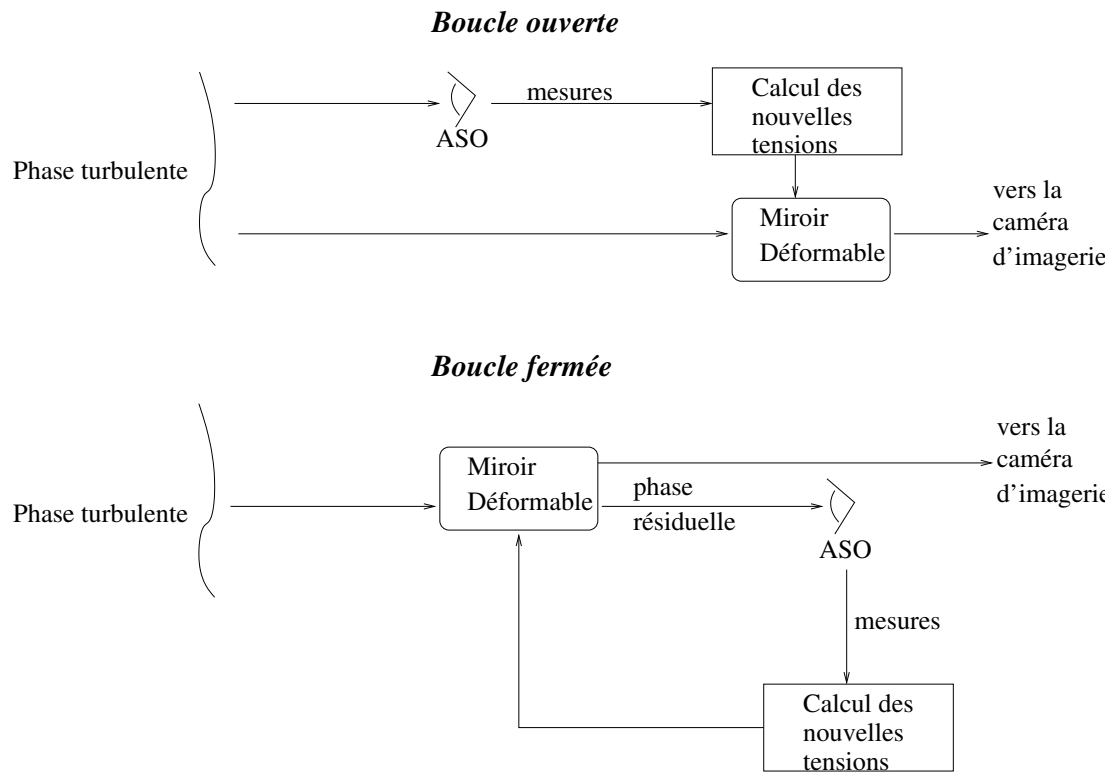 Boucle ouverte
Phase turbulente
ASO
mesures
Calcul des
nouvelles
tensions
Miroir
Déformable
vers la
caméra
d'imagerie
Boucle fermée
Phase turbulente
Miroir
Déformable
phase
résiduelle
ASO
vers la
caméra
d'imagerie
mesures
Calcul des
nouvelles
tensions